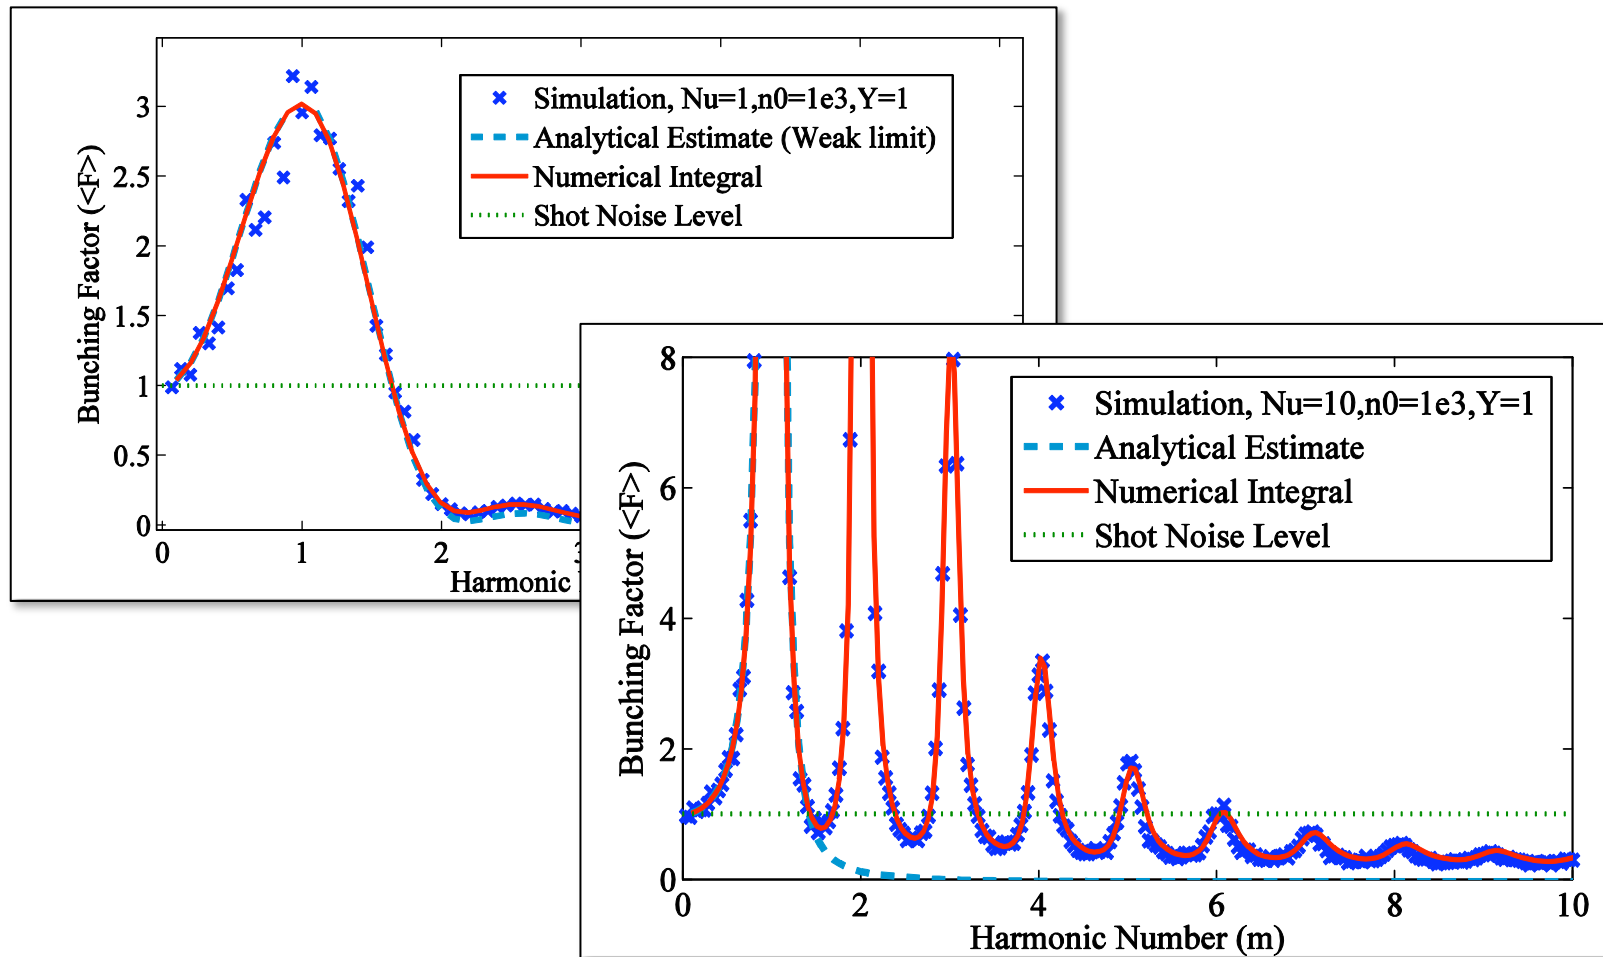 Simulation, Nu=1,n0=1e3,Y=1
Analytical Estimate (Weak limit)
Numerical Integral
Shot Noise Level
Bunching Factor (<F>)
3
2.5
2
1.5
1
0.5
0
0 1 2 3
Harmonic
Simulation, Nu=10,n0=1e3,Y=1
Analytical Estimate
Numerical Integral
Shot Noise Level
Bunching Factor (<F>)
8
6
4
2
0
0 2 4 6 8 10
Harmonic Number (m)